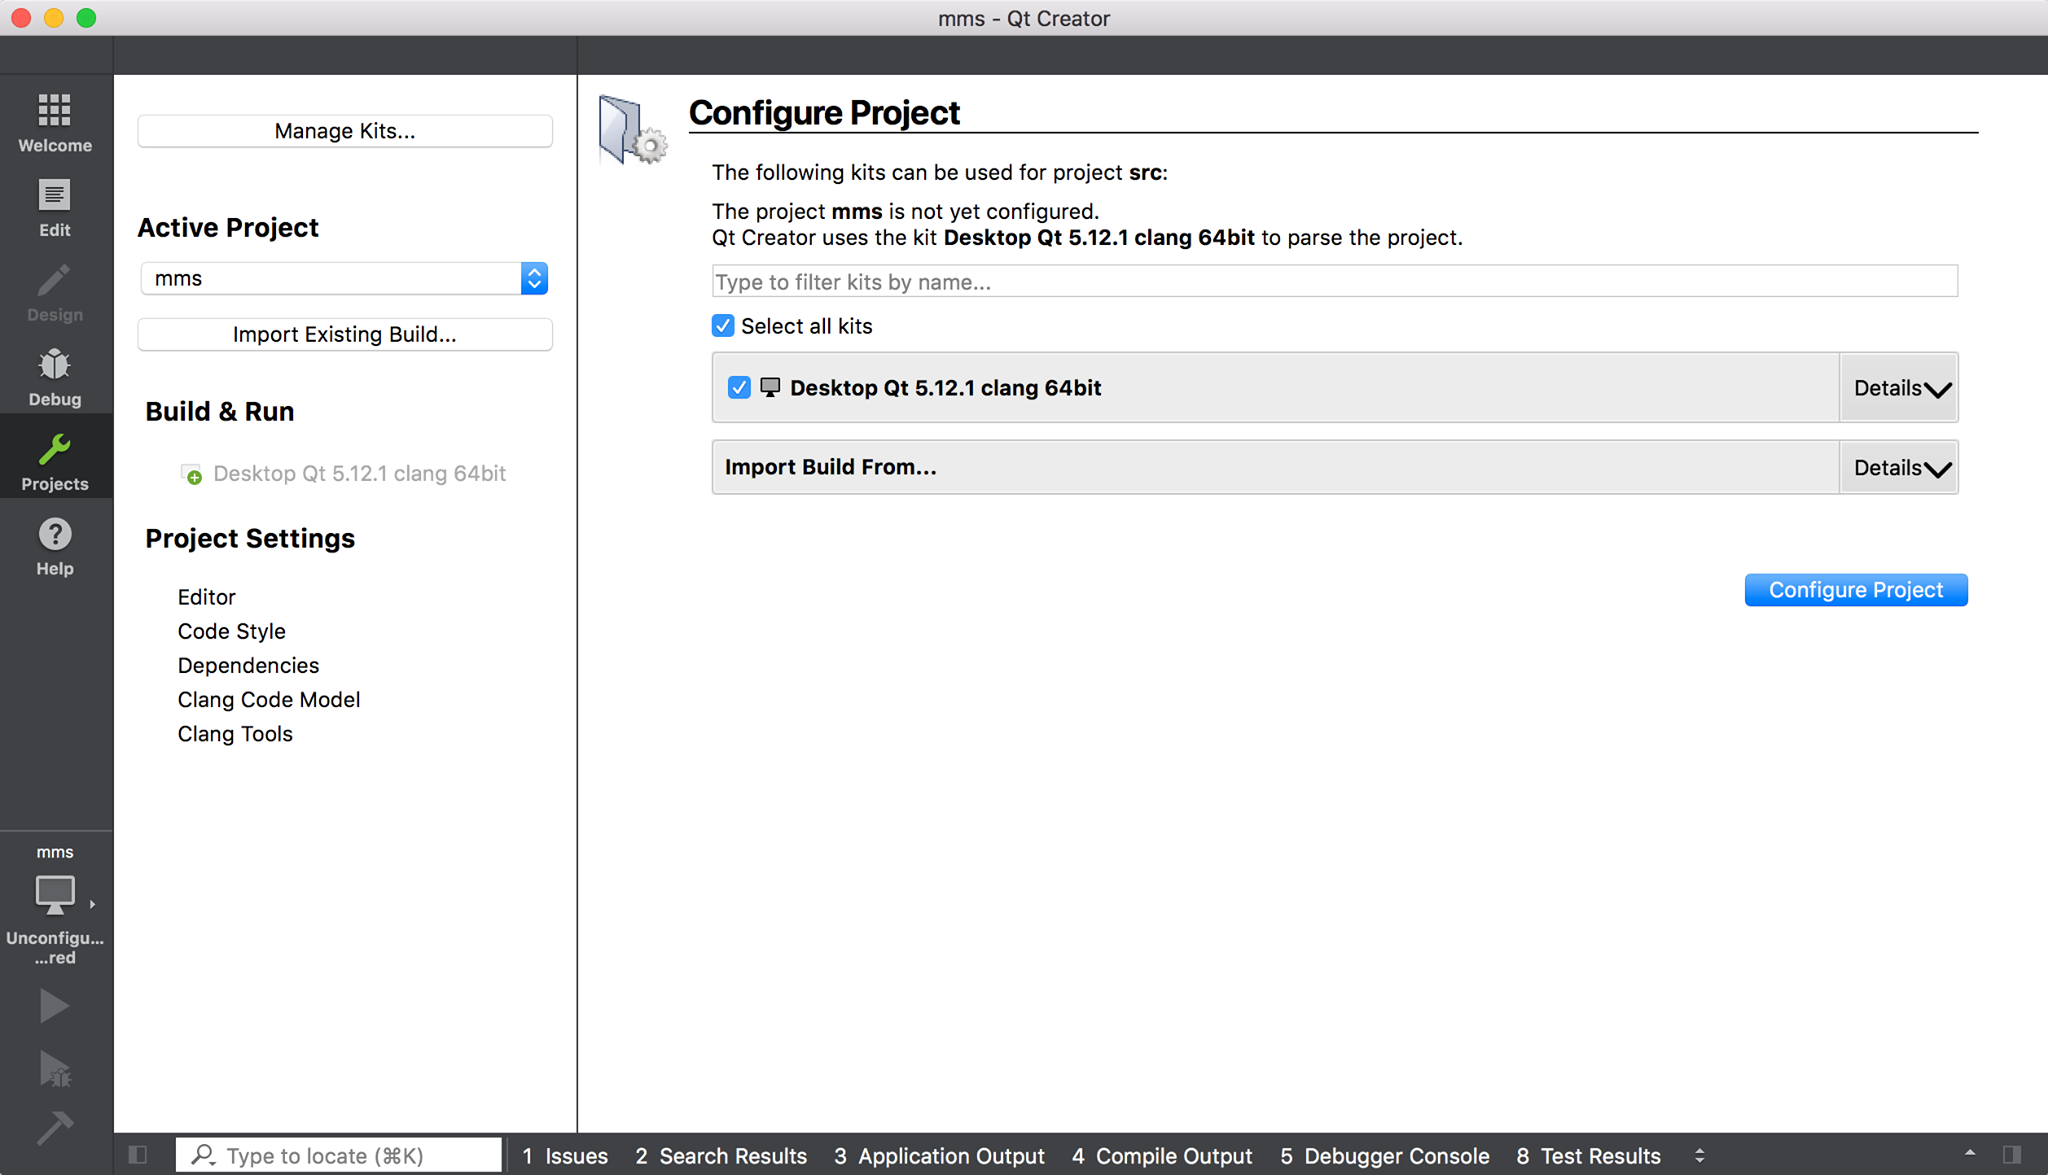 mms - Qt Creator
Welcome
Edit
Design
Debug
Projects
Help
mms
Unconfigu...
...red
Manage Kits...
Active Project
mms
Import Existing Build...
Build & Run
Desktop Qt 5.12.1 clang 64bit
Project Settings
Editor
Code Style
Dependencies
Clang Code Model
Clang Tools
Configure Project
The following kits can be used for project src:
The project mms is not yet configured.
Qt Creator uses the kit Desktop Qt 5.12.1 clang 64bit to parse the project.
Type to filter kits by name...
Select all kits
Desktop Qt 5.12.1 clang 64bit Details
Import Build From... Details
Configure Project
Type to locate (⌘K) 1 Issues 2 Search Results 3 Application Output 4 Compile Output 5 Debugger Console 8 Test Results